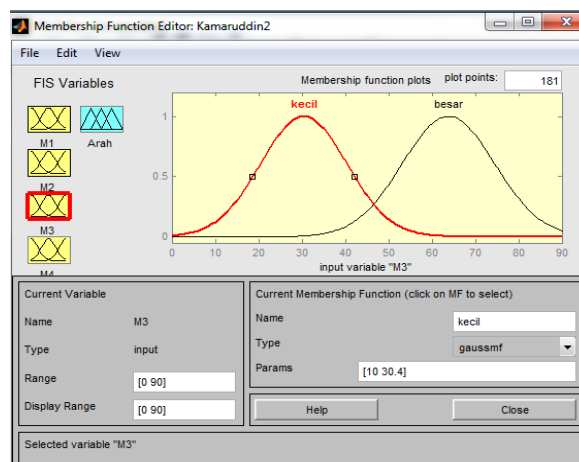 Membership Function Editor: Kamaruddin2
File Edit View
FIS Variables
Membership function plots plot points: 181
kecil besar
M1 Arah
M2
M3
M4
1
0.5
0
0 10 20 30 40 50 60 70 80 90
input variable "M3"
Current Variable
Name M3
Type input
Range [0 90]
Display Range [0 90]
Current Membership Function (click on MF to select)
Name kecil
Type gaussmf
Params [10 30.4]
Help Close
Selected variable "M3"